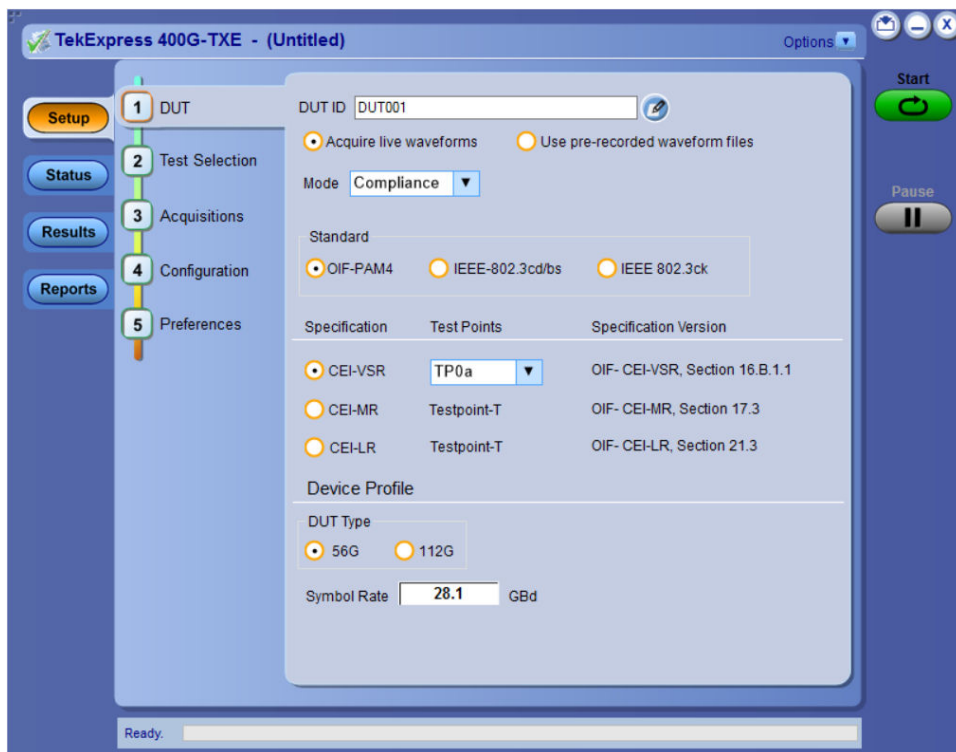 TekExpress 400G-TXE - (Untitled)
Options
Start
Pause
Setup
Status
Results
Reports
1 DUT
2 Test Selection
3 Acquisitions
4 Configuration
5 Preferences
DUT ID DUT001
Acquire live waveforms Use pre-recorded waveform files
Mode Compliance
Standard
OIF-PAM4 IEEE-802.3cd/bs IEEE 802.3ck
Specification Test Points Specification Version
CEI-VSR TP0a OIF- CEI-VSR, Section 16.B.1.1
CEI-MR Testpoint-T OIF- CEI-MR, Section 17.3
CEI-LR Testpoint-T OIF- CEI-LR, Section 21.3
Device Profile
DUT Type
56G 112G
Symbol Rate 28.1 GBd
Ready.